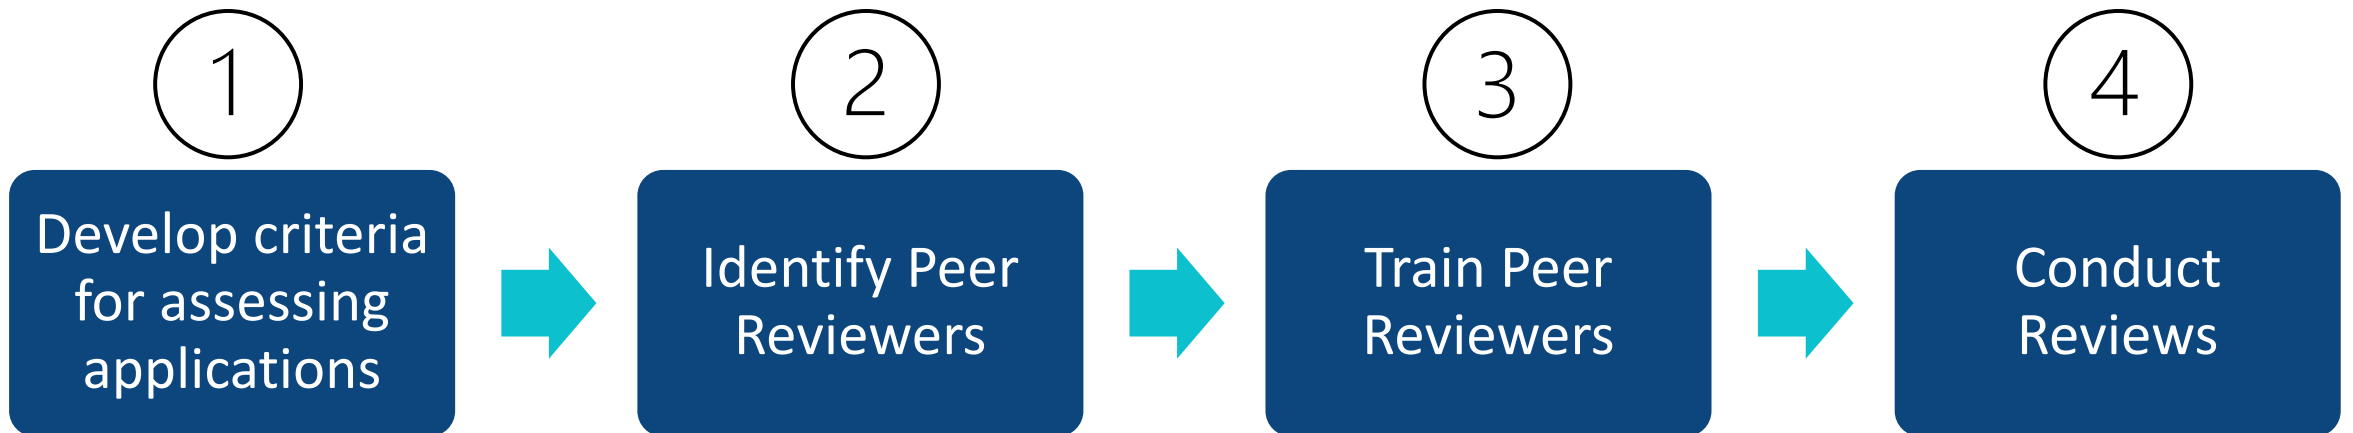 1
Develop criteria
for assessing
applications
2
Identify Peer
Reviewers
3
Train Peer
Reviewers
4
Conduct
Reviews